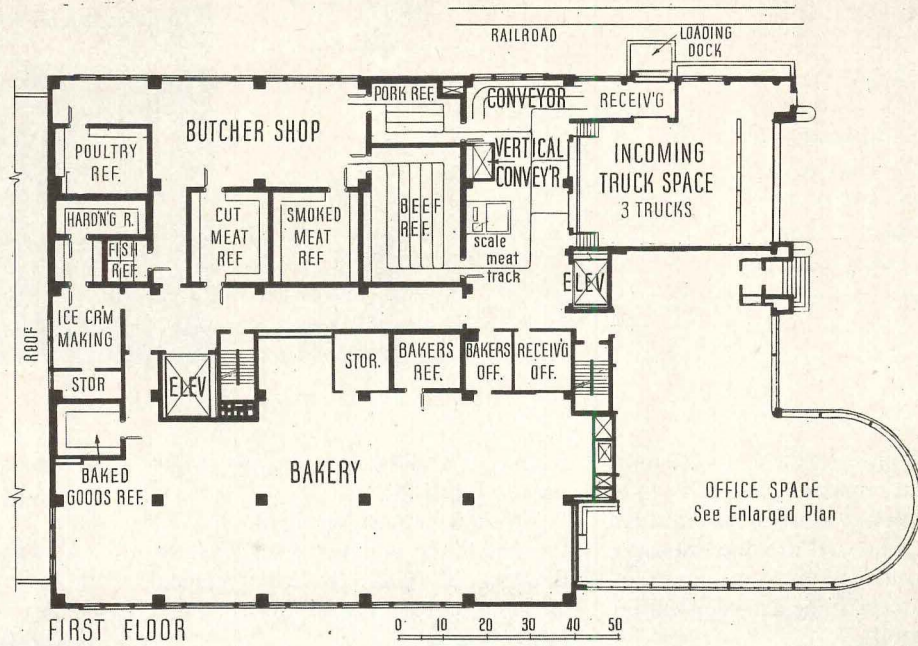 RAILROAD
LOADING
DOCK
PORK REF.
CONVEYOR
RECEIV'G
BUTCHER SHOP
POULTRY
REF.
VERTICAL
CONVEY'R
INCOMING
TRUCK SPACE
3 TRUCKS
HARD'N'G R.
CUT
MEAT
REF
SMOKED
MEAT
REF
BEEF
REF.
FISH
REF.
scale
meat
track
ELEV
ICE CR'M
MAKING
ROOF
STOR
ELEV
STOR.
BAKERS
REF.
BAKERS
OFF.
RECEIV'G
OFF.
BAKED
GOODS REF.
BAKERY
OFFICE SPACE
See Enlarged Plan
FIRST FLOOR
0 10 20 30 40 50